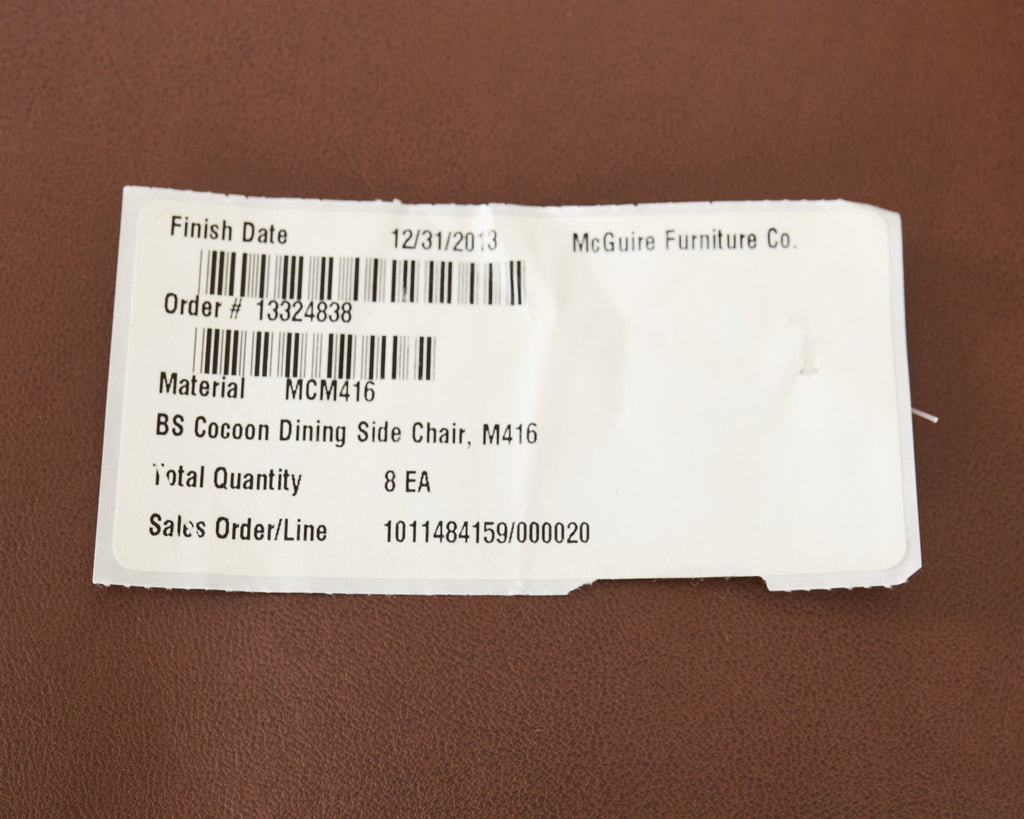 Finish Date 12/31/2013 McGuire Furniture Co.
Order # 13324838
Material MCM416
BS Cocoon Dining Side Chair, M416
Total Quantity 8 EA
Sales Order/Line 1011484159/000020